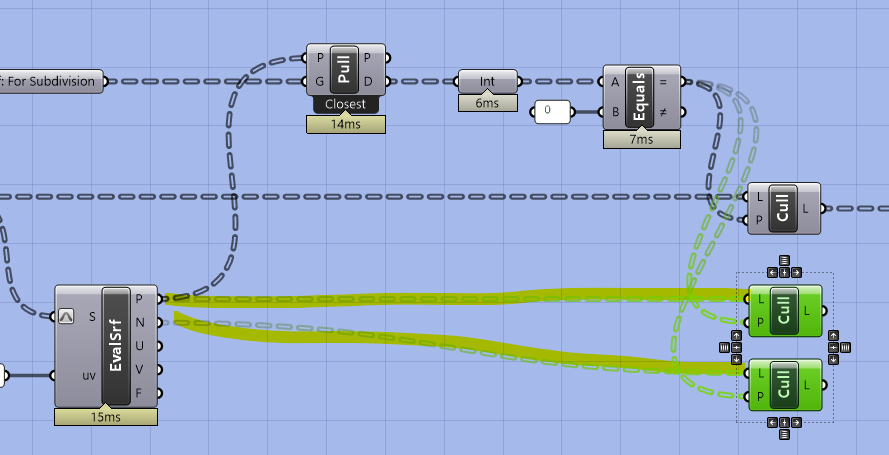 f: For Subdivision
P Pull P
G D
Closest
14ms
Int
6ms
0
A Equals =
B ≠
7ms
L Cull L
P
S EvalSrf P
N
U
uv V
F
15ms
L Cull L
P
L Cull L
P